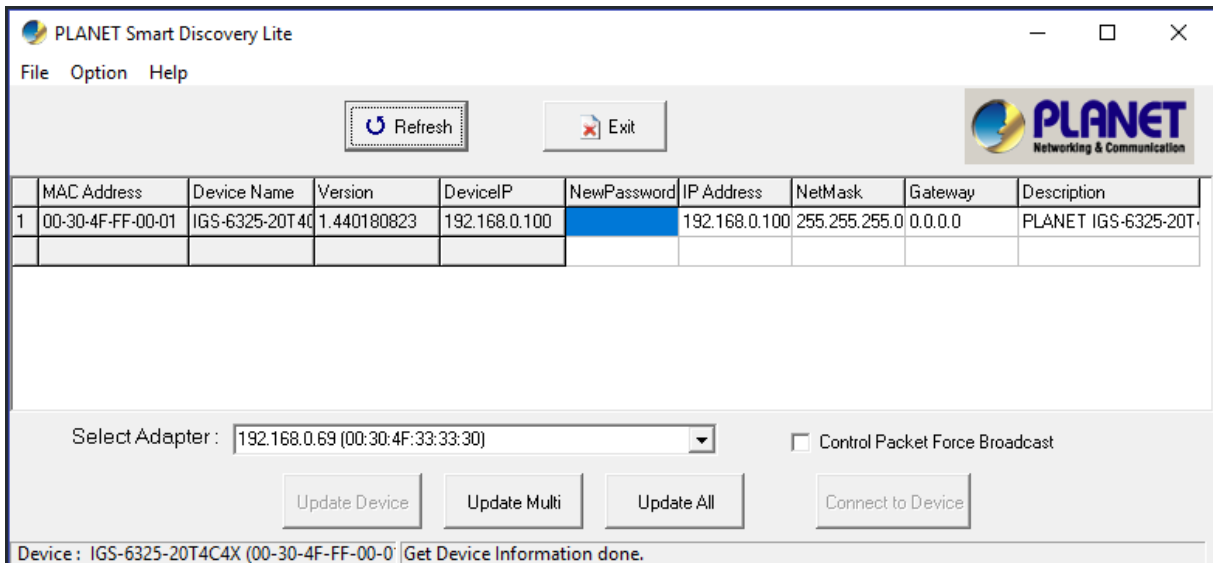 PLANET Smart Discovery Lite
File Option Help
Refresh Exit
PLANET
Networking & Communication
MAC Address Device Name Version DeviceIP NewPassword IP Address NetMask Gateway Description
1 00-30-4F-FF-00-01 IGS-6325-20T4C 1.440180823 192.168.0.100 192.168.0.100 255.255.255.0 0.0.0.0 PLANET IGS-6325-20T
Select Adapter : 192.168.0.69 (00:30:4F:33:33:30) Control Packet Force Broadcast
Update Device Update Multi Update All Connect to Device
Device : IGS-6325-20T4C4X (00-30-4F-FF-00-0 Get Device Information done.